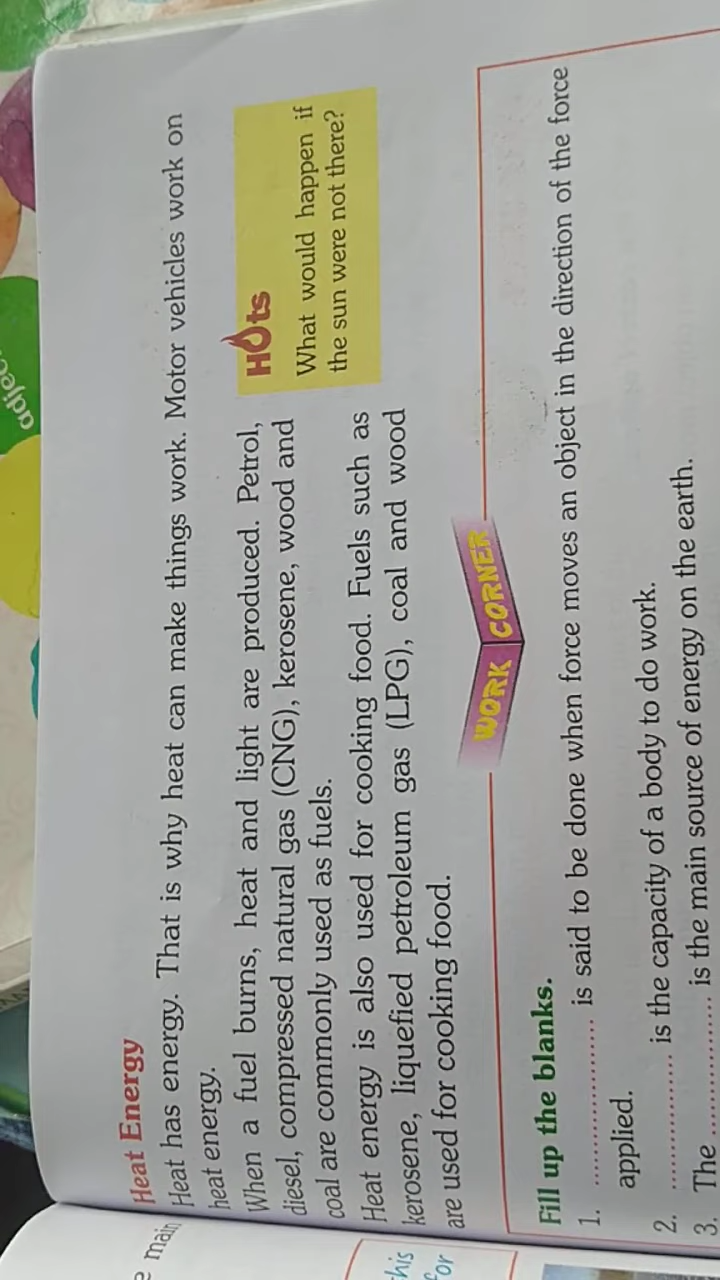 adjec
e main
Heat Energy
Heat has energy. That is why heat can make things work. Motor vehicles work on
heat energy.
When a fuel burns, heat and light are produced. Petrol,
diesel, compressed natural gas (CNG), kerosene, wood and
coal are commonly used as fuels.
Heat energy is also used for cooking food. Fuels such as
kerosene, liquefied petroleum gas (LPG), coal and wood
are used for cooking food.
HOts
What would happen if
the sun were not there?
WORK CORNER
Fill up the blanks.
1. .................. is said to be done when force moves an object in the direction of the force
applied.
2. .................. is the capacity of a body to do work.
3. The .................. is the main source of energy on the earth.
this
for